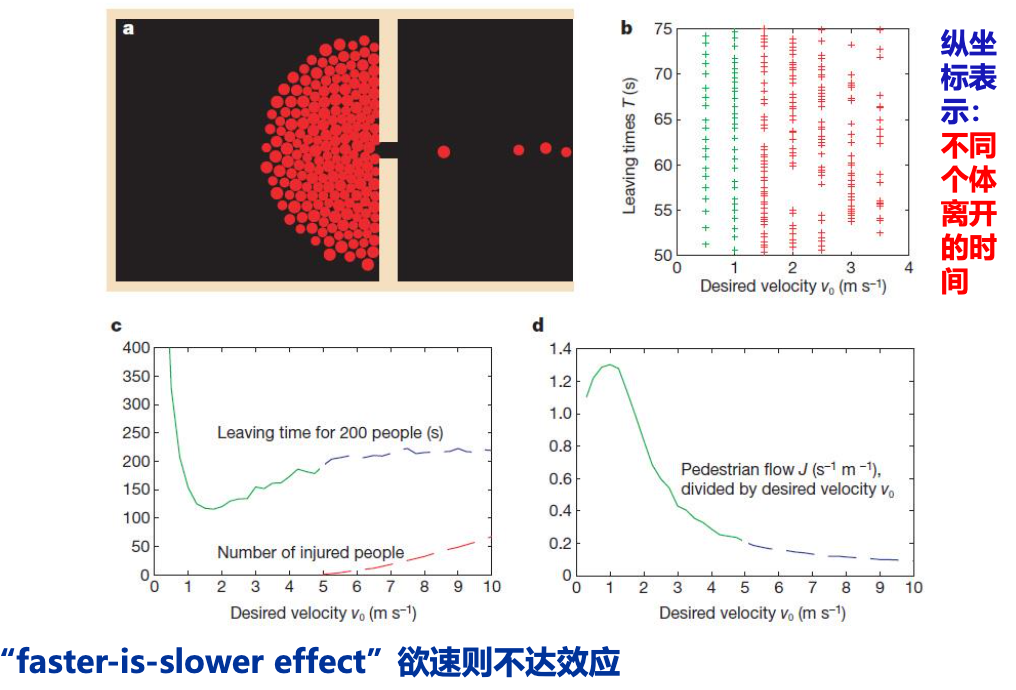 a
b
75
70
65
60
55
50
Leaving times T (s)
0
1
2
3
4
Desired velocity v₀ (m s⁻¹)
纵坐
标表
示：
不同
个体
离开
的时
间
c
400
350
300
250
200
150
100
50
0
Leaving time for 200 people (s)
Number of injured people
0
1
2
3
4
5
6
7
8
9
10
Desired velocity v₀ (m s⁻¹)
d
1.4
1.2
1.0
0.8
0.6
0.4
0.2
0
Pedestrian flow J (s⁻¹ m⁻¹),
divided by desired velocity v₀
0
1
2
3
4
5
6
7
8
9
10
Desired velocity v₀ (m s⁻¹)
“faster-is-slower effect”欲速则不达效应